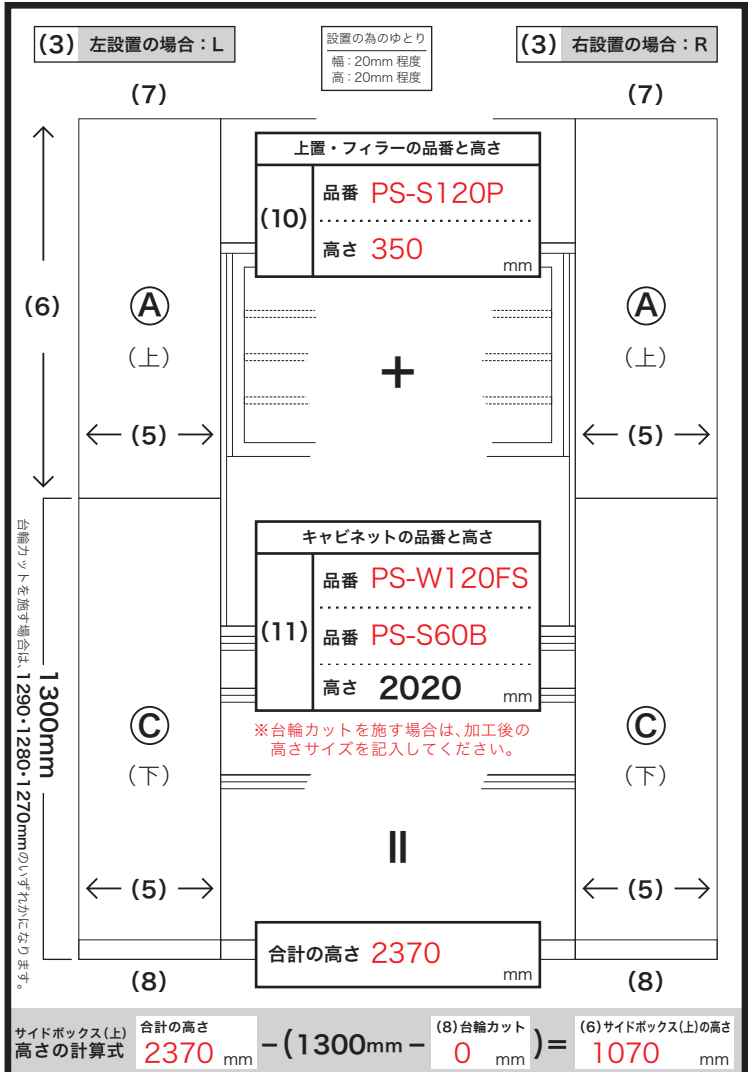 (3) 左設置の場合：L
設置の為のゆとり
幅：20mm 程度
高：20mm 程度
(3) 右設置の場合：R
(7)
(7)
上置・フィラーの品番と高さ
(10)
品番 PS-S120P
高さ 350 mm
(6)
Ⓐ
(上)
Ⓐ
(上)
+
← (5) →
← (5) →
キャビネットの品番と高さ
(11)
品番 PS-W120FS
品番 PS-S60B
高さ 2020 mm
※台輪カットを施す場合は、加工後の
高さサイズを記入してください。
1300mm
台輪カットを施す場合は、1290・1280・1270mmのいずれかになります。
Ⓒ
(下)
Ⓒ
(下)
=
← (5) →
← (5) →
合計の高さ 2370 mm
(8)
(8)
サイドボックス(上)
高さの計算式
合計の高さ
2370 mm
−(1300mm −
(8)台輪カット
0 mm
)=
(6)サイドボックス(上)の高さ
1070 mm